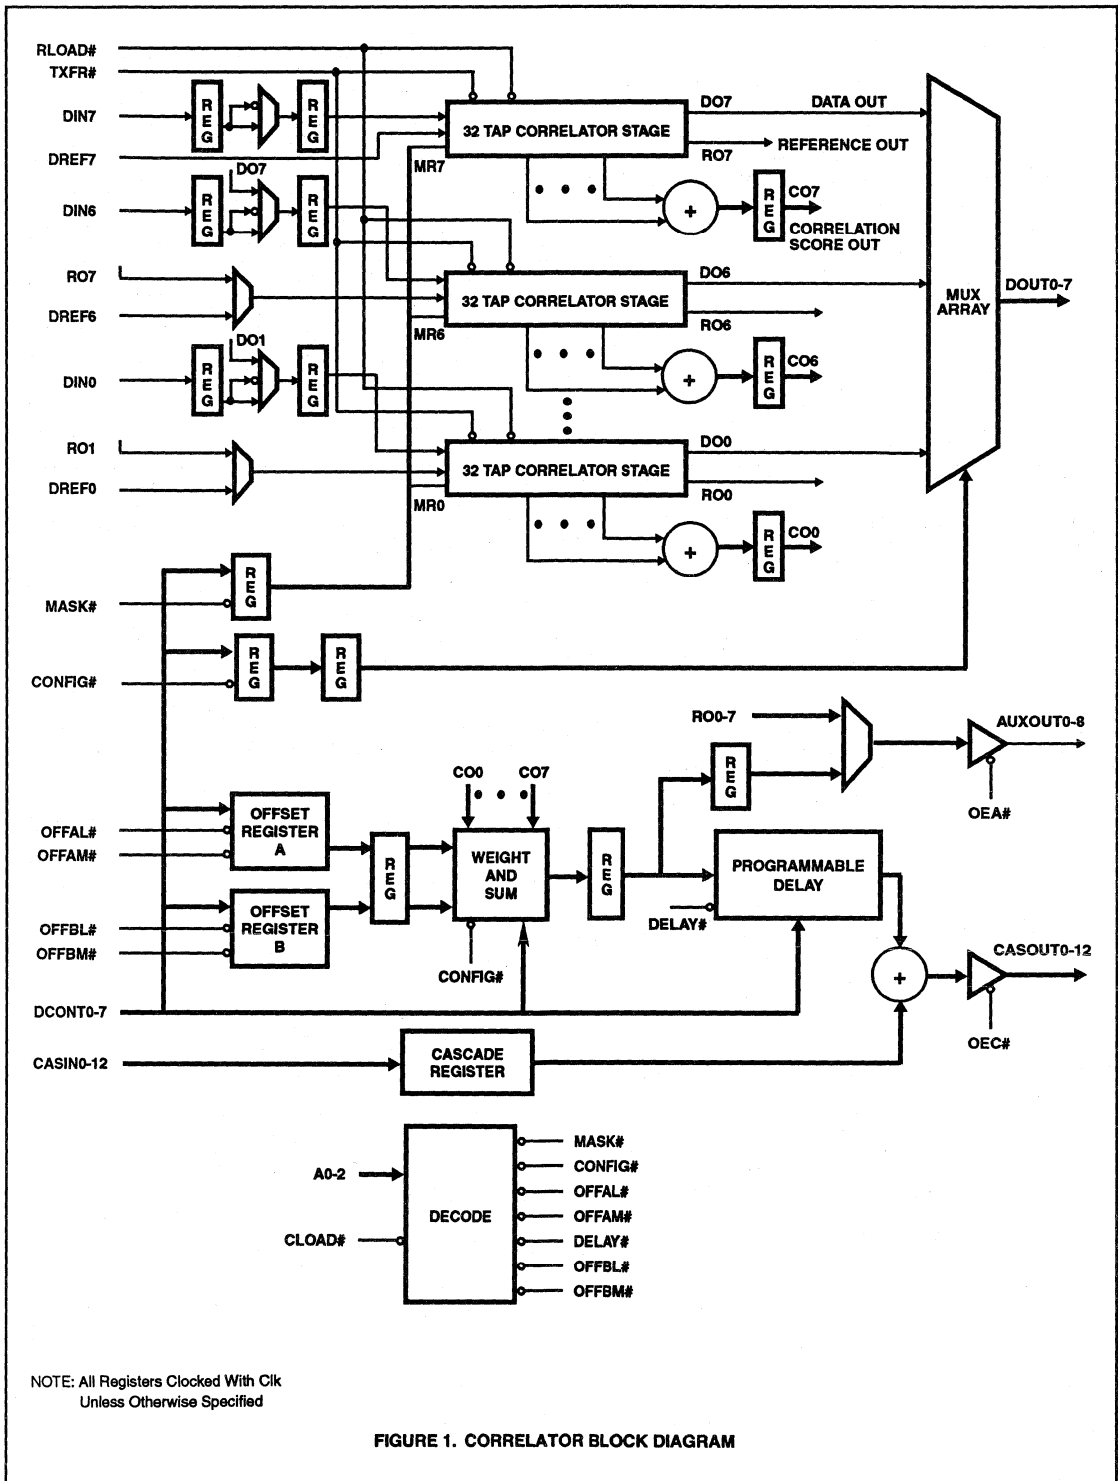 RLOAD#
TXFR#
DIN7
REG
REG
32 TAP CORRELATOR STAGE
DO7
DATA OUT
RO7
REFERENCE OUT
DREF7
MR7
DO7
DIN6
REG
REG
+
REG
CO7
CORRELATION
SCORE OUT
RO7
DREF6
32 TAP CORRELATOR STAGE
DO6
RO6
MR6
MUX
ARRAY
DOUT0-7
DO1
DIN0
REG
REG
+
REG
CO6
RO1
DREF0
32 TAP CORRELATOR STAGE
DO0
RO0
MR0
+
REG
CO0
MASK#
REG
CONFIG#
REG
REG
RO0-7
AUXOUT0-8
REG
OEA#
CO0
CO7
OFFAL#
OFFAM#
OFFSET
REGISTER
A
REG
WEIGHT
AND
SUM
REG
PROGRAMMABLE
DELAY
DELAY#
OFFBL#
OFFBM#
OFFSET
REGISTER
B
CONFIG#
+
CASOUT0-12
OEC#
DCONT0-7
CASIN0-12
CASCADE
REGISTER
A0-2
CLOAD#
DECODE
MASK#
CONFIG#
OFFAL#
OFFAM#
DELAY#
OFFBL#
OFFBM#
NOTE: All Registers Clocked With Clk
Unless Otherwise Specified
FIGURE 1. CORRELATOR BLOCK DIAGRAM